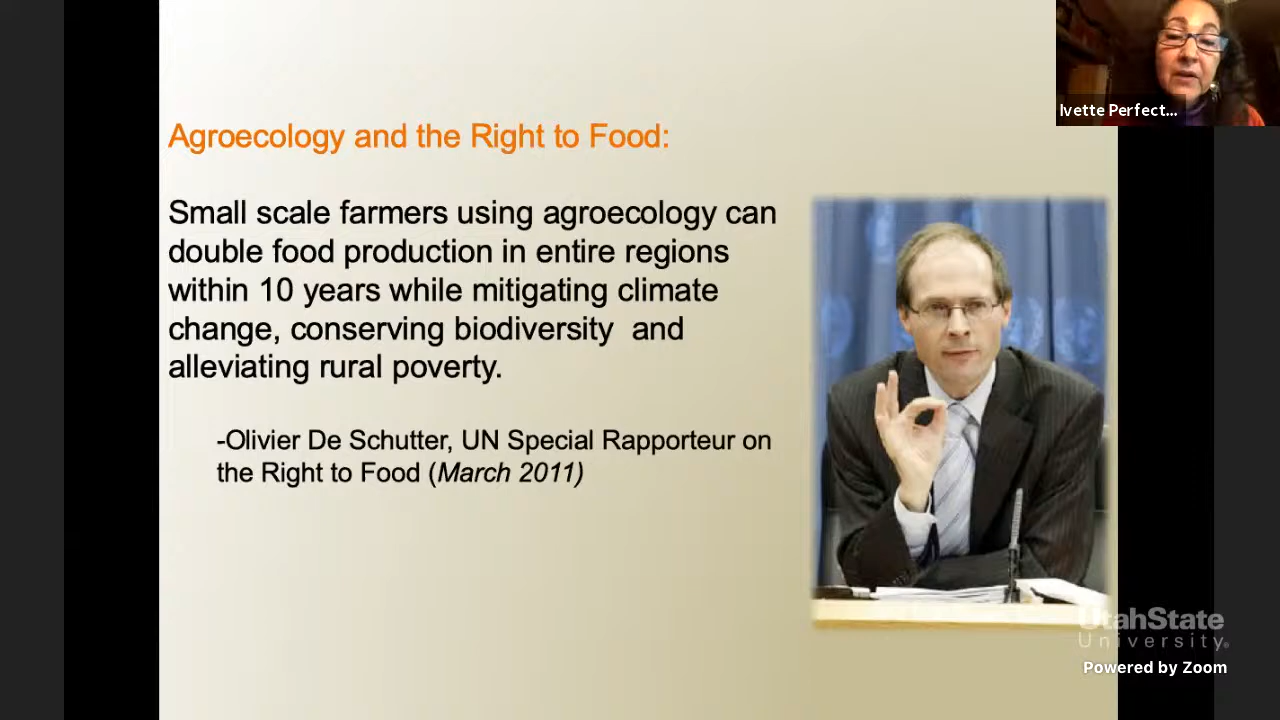 Ivette Perfect...
Agroecology and the Right to Food:
Small scale farmers using agroecology can
double food production in entire regions
within 10 years while mitigating climate
change, conserving biodiversity and
alleviating rural poverty.
-Olivier De Schutter, UN Special Rapporteur on
the Right to Food (March 2011)
UtahState
University®
Powered by Zoom